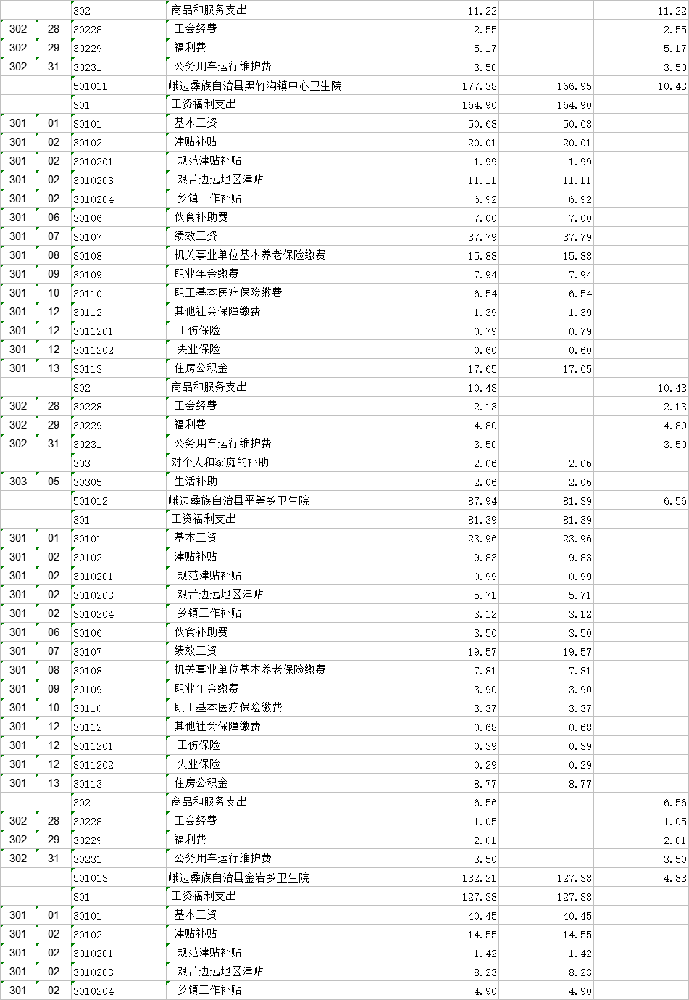 302 商品和服务支出 11.22 11.22
302 28 30228 工会经费 2.55 2.55
302 29 30229 福利费 5.17 5.17
302 31 30231 公务用车运行维护费 3.50 3.50
501011 峨边彝族自治县黑竹沟镇中心卫生院 177.38 166.95 10.43
301 工资福利支出 164.90 164.90
301 01 30101 基本工资 50.68 50.68
301 02 30102 津贴补贴 20.01 20.01
301 02 3010201 规范津贴补贴 1.99 1.99
301 02 3010203 艰苦边远地区津贴 11.11 11.11
301 02 3010204 乡镇工作补贴 6.92 6.92
301 06 30106 伙食补助费 7.00 7.00
301 07 30107 绩效工资 37.79 37.79
301 08 30108 机关事业单位基本养老保险缴费 15.88 15.88
301 09 30109 职业年金缴费 7.94 7.94
301 10 30110 职工基本医疗保险缴费 6.54 6.54
301 12 30112 其他社会保障缴费 1.39 1.39
301 12 3011201 工伤保险 0.79 0.79
301 12 3011202 失业保险 0.60 0.60
301 13 30113 住房公积金 17.65 17.65
302 商品和服务支出 10.43 10.43
302 28 30228 工会经费 2.13 2.13
302 29 30229 福利费 4.80 4.80
302 31 30231 公务用车运行维护费 3.50 3.50
303 对个人和家庭的补助 2.06 2.06
303 05 30305 生活补助 2.06 2.06
501012 峨边彝族自治县平等乡卫生院 87.94 81.39 6.56
301 工资福利支出 81.39 81.39
301 01 30101 基本工资 23.96 23.96
301 02 30102 津贴补贴 9.83 9.83
301 02 3010201 规范津贴补贴 0.99 0.99
301 02 3010203 艰苦边远地区津贴 5.71 5.71
301 02 3010204 乡镇工作补贴 3.12 3.12
301 06 30106 伙食补助费 3.50 3.50
301 07 30107 绩效工资 19.57 19.57
301 08 30108 机关事业单位基本养老保险缴费 7.81 7.81
301 09 30109 职业年金缴费 3.90 3.90
301 10 30110 职工基本医疗保险缴费 3.37 3.37
301 12 30112 其他社会保障缴费 0.68 0.68
301 12 3011201 工伤保险 0.39 0.39
301 12 3011202 失业保险 0.29 0.29
301 13 30113 住房公积金 8.77 8.77
302 商品和服务支出 6.56 6.56
302 28 30228 工会经费 1.05 1.05
302 29 30229 福利费 2.01 2.01
302 31 30231 公务用车运行维护费 3.50 3.50
501013 峨边彝族自治县金岩乡卫生院 132.21 127.38 4.83
301 工资福利支出 127.38 127.38
301 01 30101 基本工资 40.45 40.45
301 02 30102 津贴补贴 14.55 14.55
301 02 3010201 规范津贴补贴 1.42 1.42
301 02 3010203 艰苦边远地区津贴 8.23 8.23
301 02 3010204 乡镇工作补贴 4.90 4.90